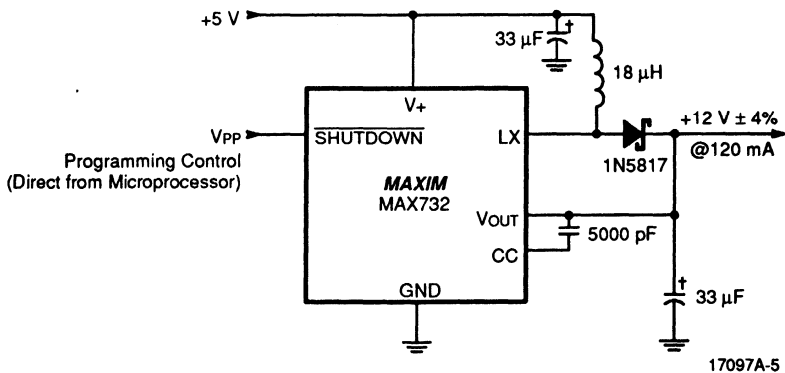 +5 V
33 µF
†
18 µH
V+
VPP
SHUTDOWN
LX
+12 V ± 4%
@120 mA
1N5817
Programming Control
(Direct from Microprocessor)
MAXIM
MAX732
VOUT
5000 pF
CC
GND
†
33 µF
17097A-5